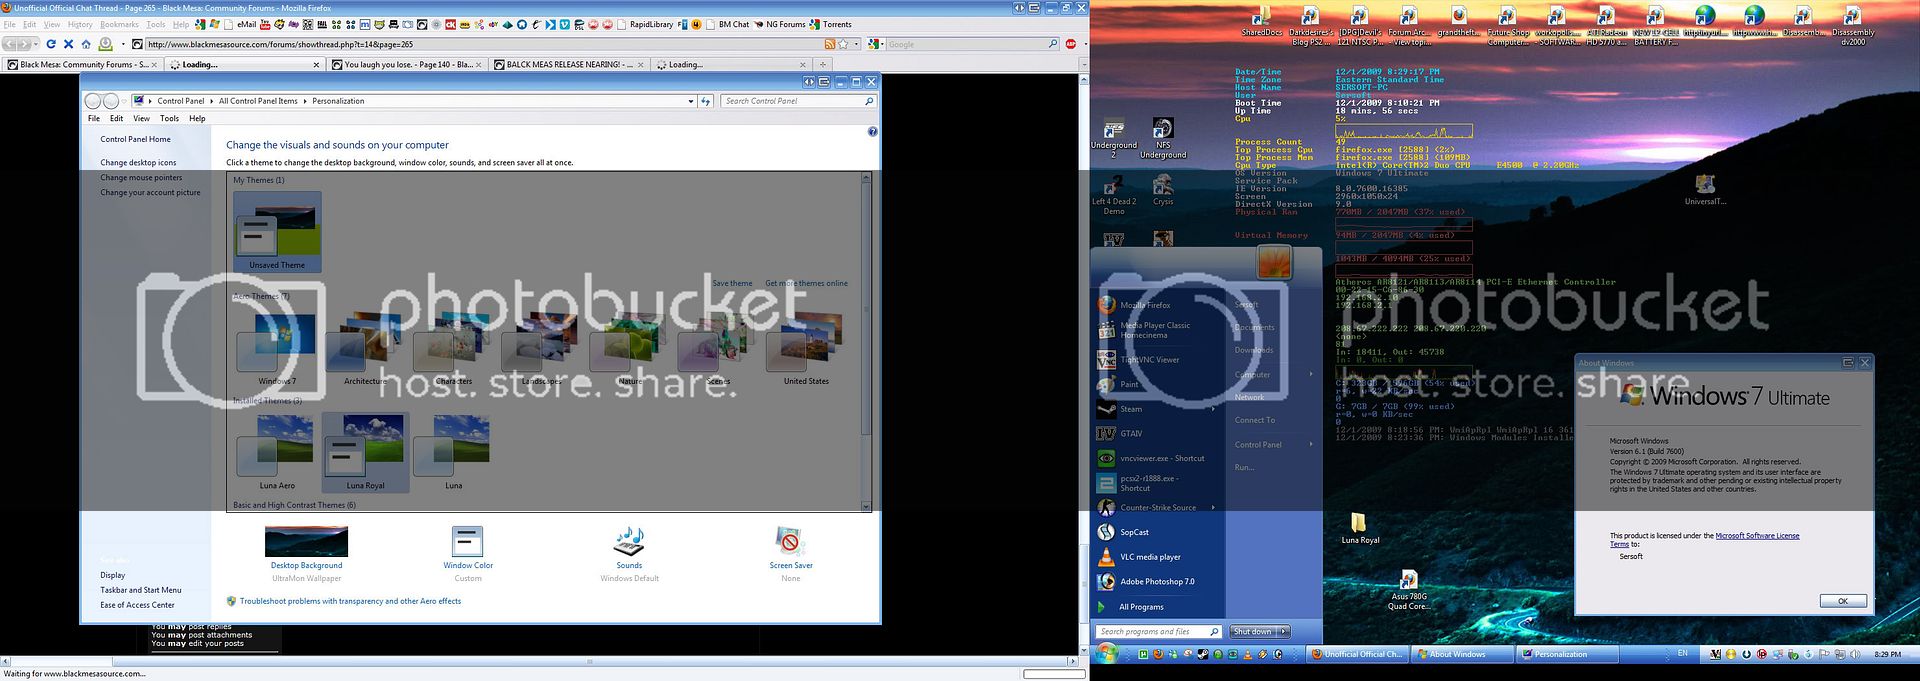 Unofficial Official Chat Thread - Page 265 - Black Mesa: Community Forums - Mozilla Firefox
File Edit View History Bookmarks Tools Help
eMail
RapidLibrary
BM Chat
NG Forums
Torrents
http://www.blackmesasource.com/forums/showthread.php?t=14&page=265
Google
Black Mesa: Community Forums - S...
Loading...
You laugh you lose. - Page 140 - Bla...
BALCK MEAS RELEASE NEARING! - ...
Loading...
Control Panel
All Control Panel Items
Personalization
Search Control Panel
File Edit View Tools Help
Control Panel Home
Change desktop icons
Change mouse pointers
Change your account picture
Change the visuals and sounds on your computer
Click a theme to change the desktop background, window color, sounds, and screen saver all at once.
My Themes (1)
Unsaved Theme
Save theme
Get more themes online
Aero Themes (7)
Windows 7
Architecture
Characters
Landscapes
Nature
Scenes
United States
Installed Themes (3)
Luna Aero
Luna Royal
Luna
Basic and High Contrast Themes (6)
Desktop Background
UltraMon Wallpaper
Window Color
Custom
Sounds
Windows Default
Screen Saver
None
Troubleshoot problems with transparency and other Aero effects
See also
Display
Taskbar and Start Menu
Ease of Access Center
You may post replies
You may post attachments
You may edit your posts
Waiting for www.blackmesasource.com...
photobucket
host. store. share.
SharedDocs
Darkdesires's
Blog PS2 ...
[DPG]Devil's
121 NTSC P...
Forum:Arc...
- View topi...
grandtheft...
Future Shop
Computer...
workopolis....
- SOFTWAR...
ATI Radeon
HD 5770 a...
NEW 12-CELL
BATTERY F...
Disassemb...
Disassembly
dv2000
Date/Time 12/1/2009 8:29:17 PM
Time Zone Eastern Standard Time
Host Name SERSOFT-PC
User Sersoft
Boot Time 12/1/2009 8:10:21 PM
Up Time 18 mins, 56 secs
Cpu 5%
Process Count 49
Top Process Cpu firefox.exe [2588] (2%)
Top Process Mem firefox.exe [2588] (109MB)
Cpu Type Intel(R) Core(TM)2 Duo CPU E4500 @ 2.20GHz
OS Version Windows 7 Ultimate
Service Pack
IE Version 8.0.7600.16385
Screen 2960x1050x24
DirectX Version 9.0
Physical Ram 770MB / 2047MB (37% used)
Virtual Memory 94MB / 2047MB (4% used)
1043MB / 4094MB (25% used)
Atheros AR8121/AR8113/AR8114 PCI-E Ethernet Controller
00-22-15-C6-86-30
192.168.2.10
192.168.2.1
208.67.222.222 208.67.220.220
<none>
In: 18411, Out: 45738
In: 0, Out: 0
G: 7GB / 7GB (99% used)
r=0, w=0 KB/sec
0
12/1/2009 8:18:56 PM: WmiApRpl WmiApRpl 16 361
12/1/2009 8:23:36 PM: Windows Modules Installe
Underground
2
NFS
Underground
Left 4 Dead 2
Demo
Crysis
UniversalT...
Mozilla Firefox
Media Player Classic
Homecinema
TightVNC Viewer
Paint
Steam
GTAIV
vncviewer.exe - Shortcut
pcsx2-r1888.exe -
Shortcut
Counter-Strike Source
SopCast
VLC media player
Adobe Photoshop 7.0
All Programs
Search programs and files
Sersoft
Documents
Downloads
Computer
Network
Connect To
Control Panel
Run...
Shut down
photobucket
host. store. share.
Luna Royal
Asus 780G
Quad Core...
About Windows
Windows 7 Ultimate
Microsoft Windows
Version 6.1 (Build 7600)
Copyright © 2009 Microsoft Corporation. All rights reserved.
The Windows 7 Ultimate operating system and its user interface are
protected by trademark and other pending or existing intellectual property
rights in the United States and other countries.
This product is licensed under the Microsoft Software License
Terms to:
Sersoft
OK
Unofficial Official Ch...
About Windows
Personalization
EN
8:29 PM